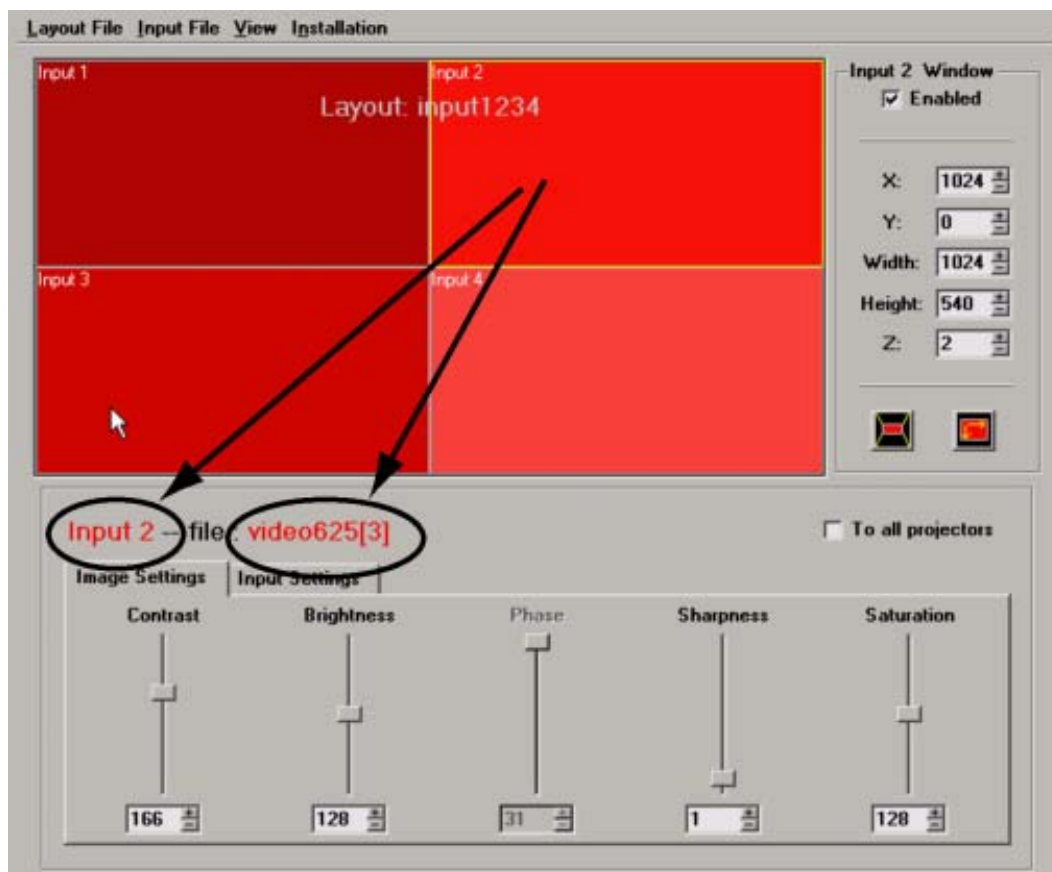 Layout File Input File View Installation
Input 1
Input 2
Layout: input1234
Input 3
Input 4
Input 2 Window
Enabled
X: 1024
Y: 0
Width: 1024
Height: 540
Z: 2
Input 2 -- file : video625[3]
To all projectors
Image Settings Input Settings
Contrast Brightness Phase Sharpness Saturation
166 128 31 1 128